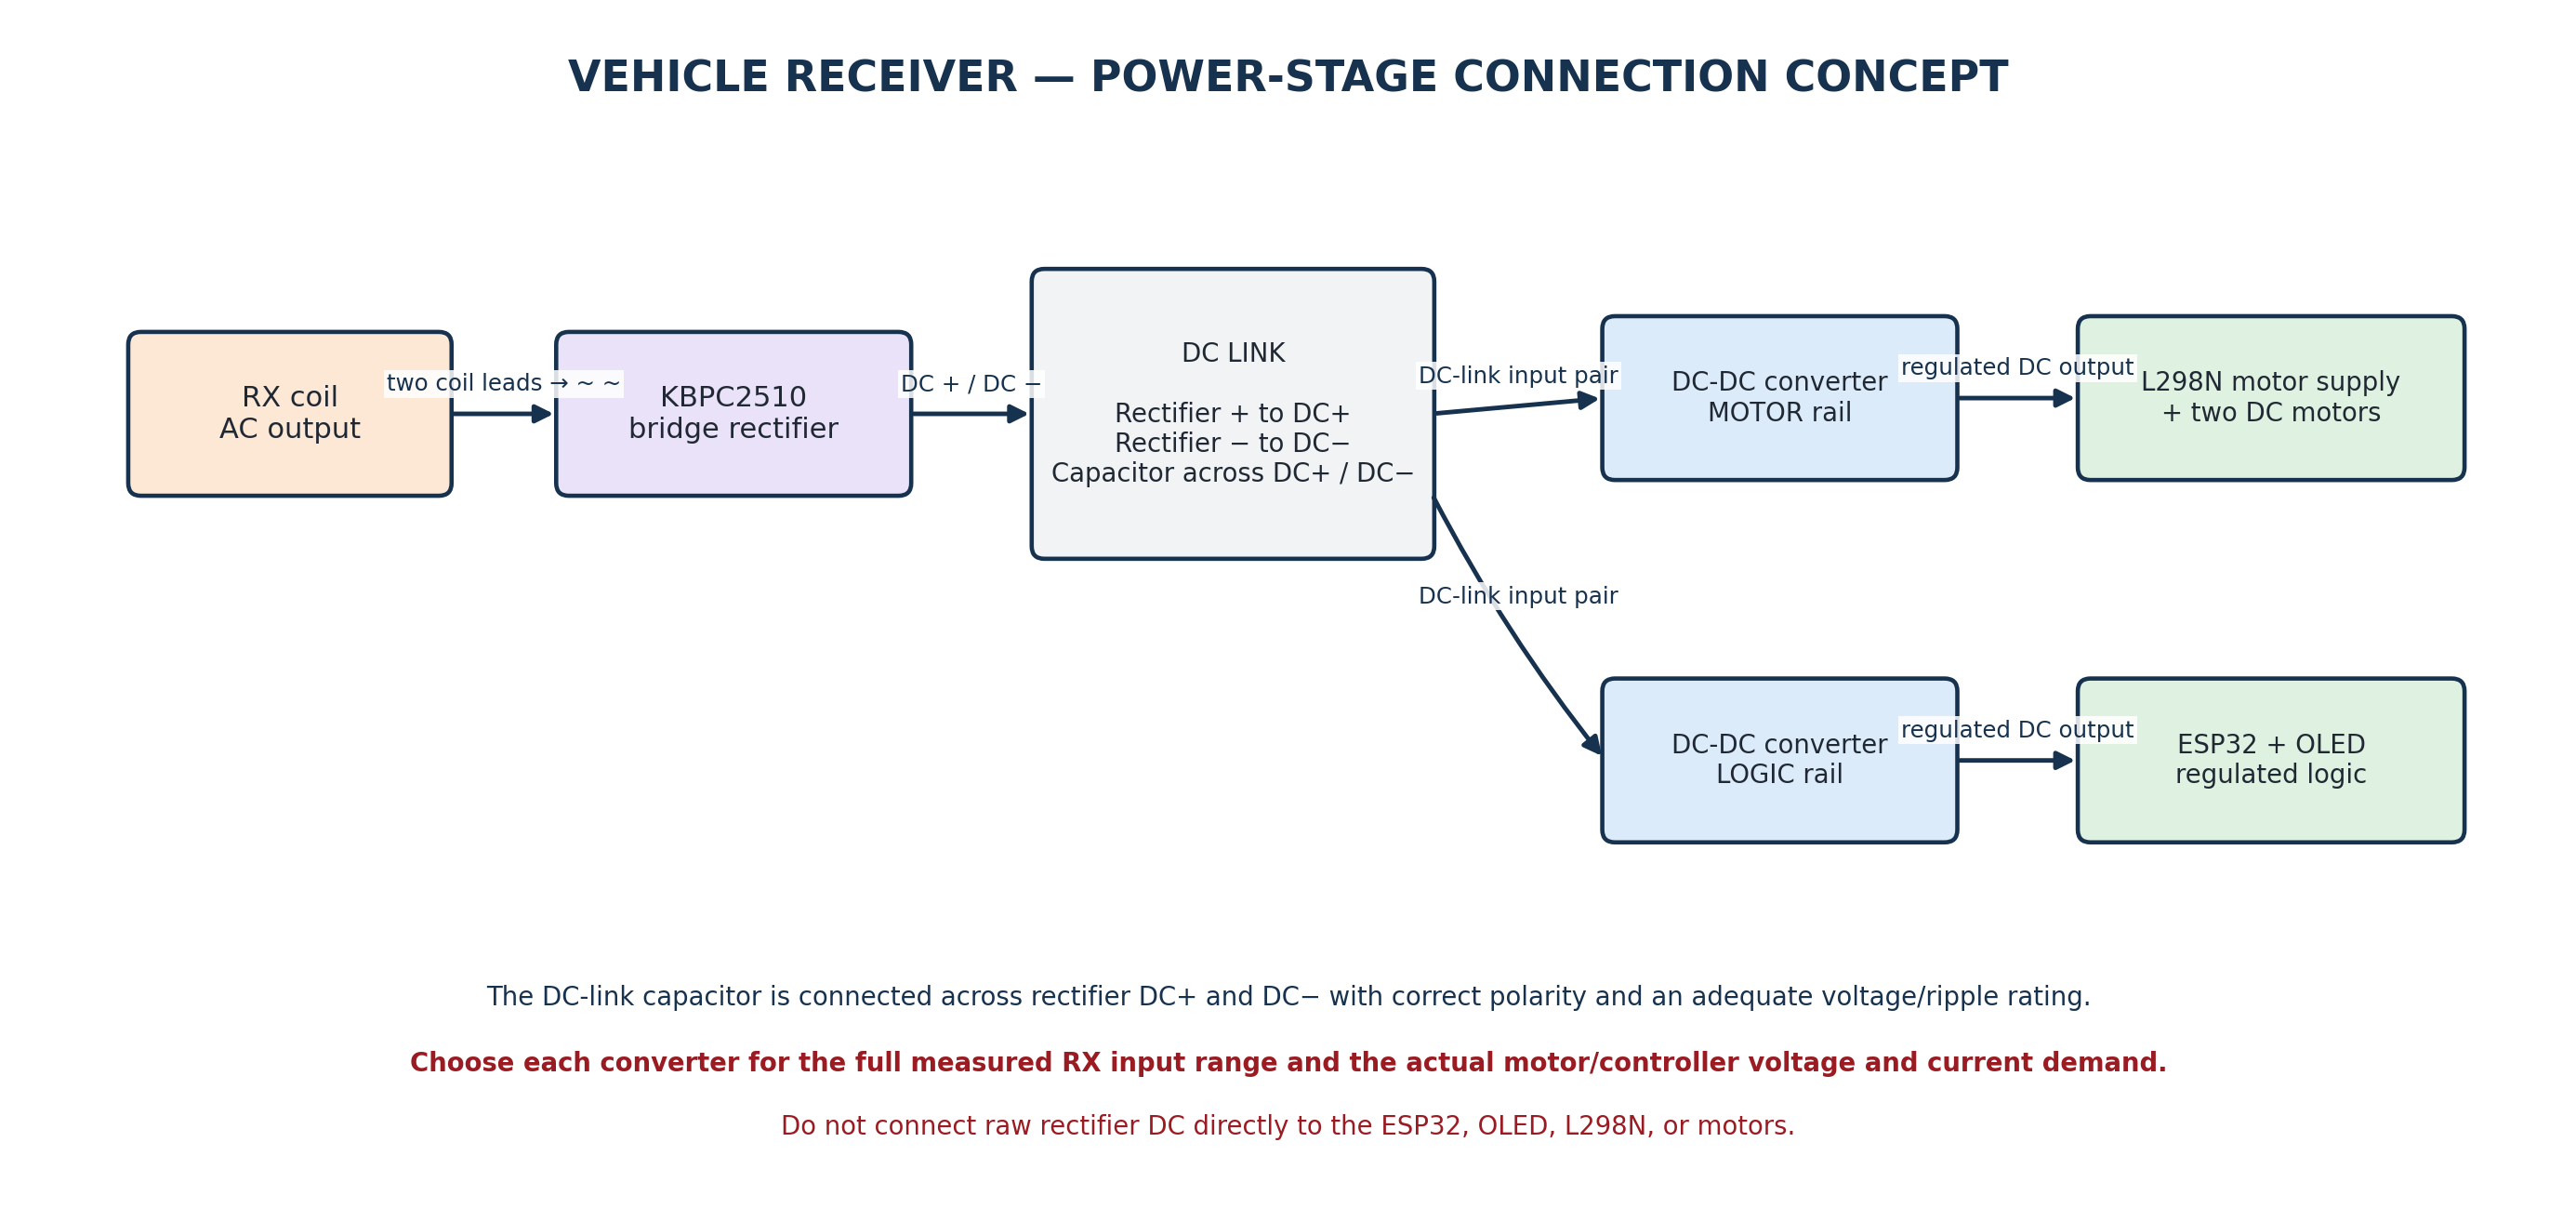 VEHICLE RECEIVER — POWER-STAGE CONNECTION CONCEPT
RX coil
AC output
two coil leads → ~ ~
KBPC2510
bridge rectifier
DC + / DC −
DC LINK
Rectifier + to DC+
Rectifier − to DC−
Capacitor across DC+ / DC−
DC-link input pair
DC-DC converter
MOTOR rail
regulated DC output
L298N motor supply
+ two DC motors
DC-link input pair
DC-DC converter
LOGIC rail
regulated DC output
ESP32 + OLED
regulated logic
The DC-link capacitor is connected across rectifier DC+ and DC− with correct polarity and an adequate voltage/ripple rating.
Choose each converter for the full measured RX input range and the actual motor/controller voltage and current demand.
Do not connect raw rectifier DC directly to the ESP32, OLED, L298N, or motors.